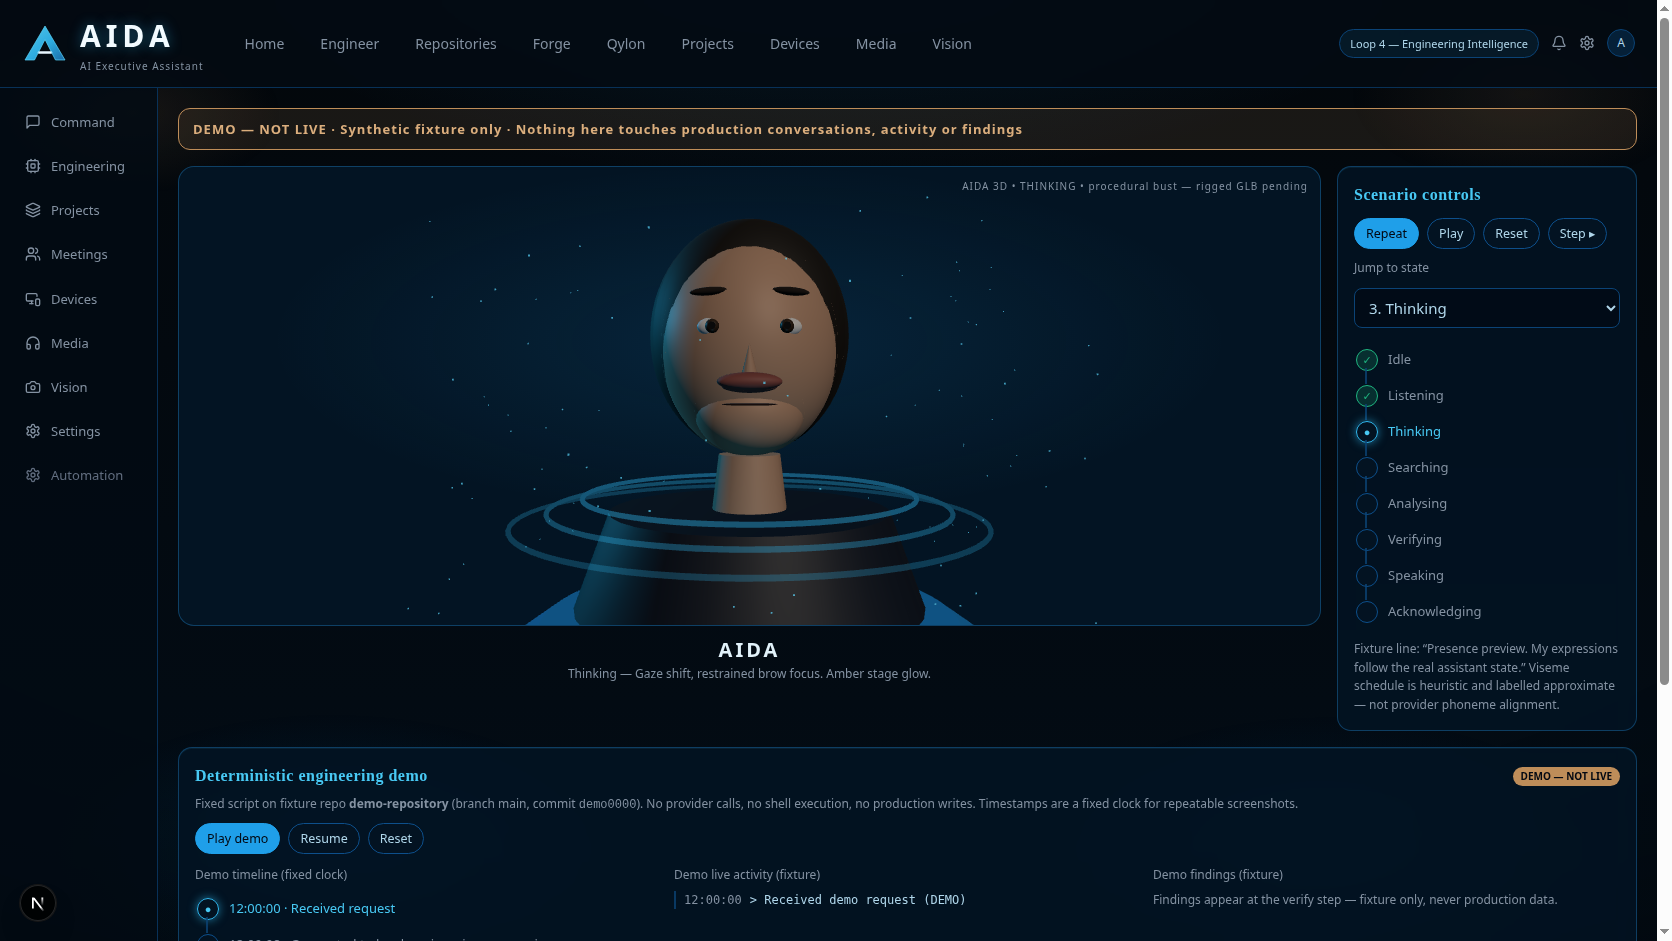 AIDA
AI Executive Assistant
Home
Engineer
Repositories
Forge
Qylon
Projects
Devices
Media
Vision
Loop 4 — Engineering Intelligence
A
Command
Engineering
Projects
Meetings
Devices
Media
Vision
Settings
Automation
DEMO — NOT LIVE · Synthetic fixture only · Nothing here touches production conversations, activity or findings
AIDA 3D • THINKING • procedural bust — rigged GLB pending
AIDA
Thinking — Gaze shift, restrained brow focus. Amber stage glow.
Scenario controls
Repeat
Play
Reset
Step ▸
Jump to state
3. Thinking
Idle
Listening
Thinking
Searching
Analysing
Verifying
Speaking
Acknowledging
Fixture line: “Presence preview. My expressions
follow the real assistant state.” Viseme
schedule is heuristic and labelled approximate
— not provider phoneme alignment.
Deterministic engineering demo
DEMO — NOT LIVE
Fixed script on fixture repo demo-repository (branch main, commit demo0000). No provider calls, no shell execution, no production writes. Timestamps are a fixed clock for repeatable screenshots.
Play demo
Resume
Reset
Demo timeline (fixed clock)
12:00:00 · Received request
Demo live activity (fixture)
12:00:00 > Received demo request (DEMO)
Demo findings (fixture)
Findings appear at the verify step — fixture only, never production data.
N